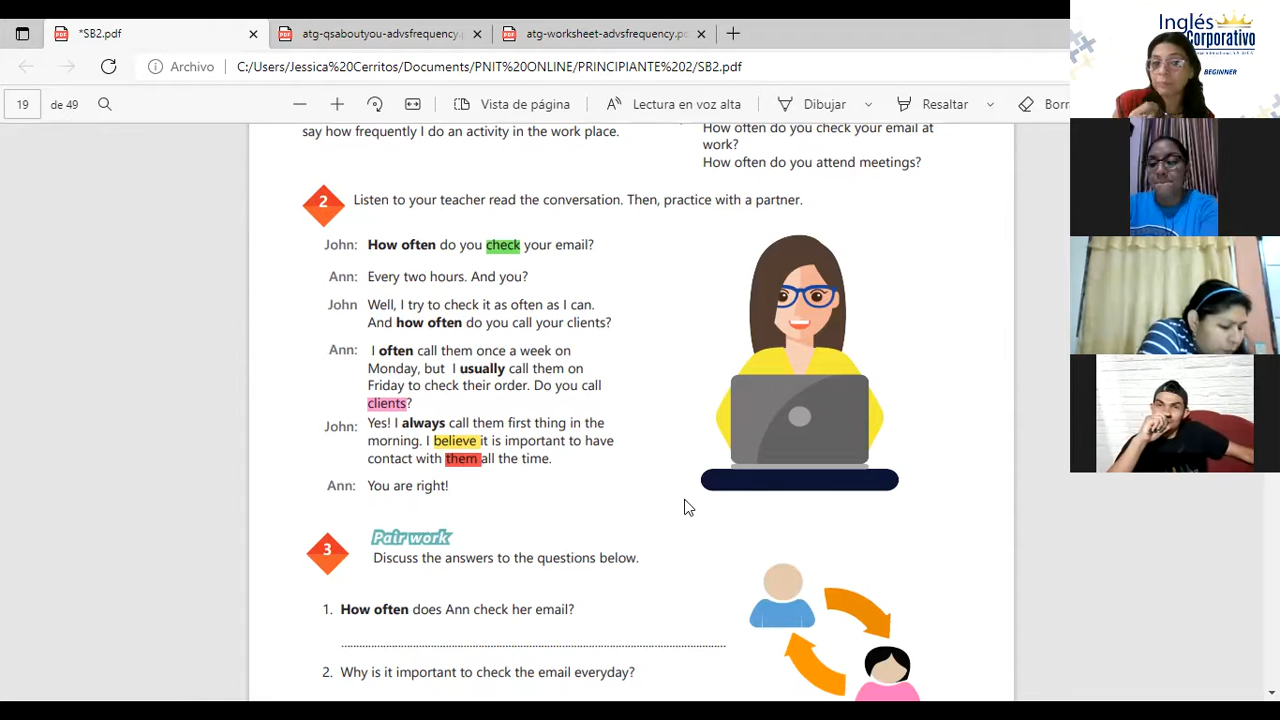 *SB2.pdf
atg-qsaboutyou-advsfrequency.
atg-worksheet-advsfrequency.pc
Archivo
C:/Users/Jessica%20Cerritos/Documents/PNL%20ONLINE/PRINCIPIANTE%202/SB2.pdf
19
de 49
Vista de página
Lectura en voz alta
Dibujar
Resaltar
Borr
say how frequently I do an activity in the work place.
How often do you check your email at
work?
How often do you attend meetings?
2
Listen to your teacher read the conversation. Then, practice with a partner.
John: How often do you check your email?
Ann: Every two hours. And you?
John Well, I try to check it as often as I can.
And how often do you call your clients?
Ann: I often call them once a week on
Monday, but I usually call them on
Friday to check their order. Do you call
clients?
John: Yes! I always call them first thing in the
morning. I believe it is important to have
contact with them all the time.
Ann: You are right!
3
Pair work
Discuss the answers to the questions below.
1. How often does Ann check her email?
2. Why is it important to check the email everyday?
Inglés
Corporativo
BEGINNER